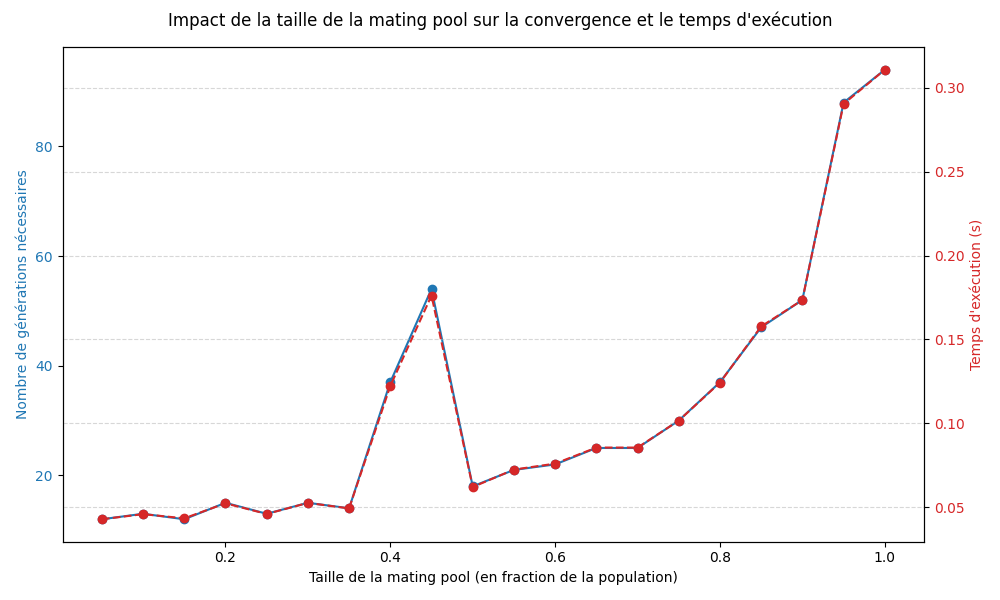 Impact de la taille de la mating pool sur la convergence et le temps d'exécution
Nombre de générations nécessaires
80
60
40
20
0.30
0.25
0.20
0.15
0.10
0.05
Temps d'exécution (s)
0.2 0.4 0.6 0.8 1.0
Taille de la mating pool (en fraction de la population)